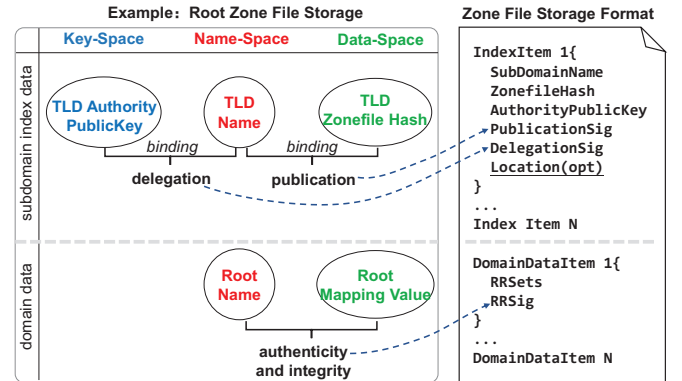 Example: Root Zone File Storage
Key-Space Name-Space Data-Space
subdomain index data
TLD Authority
PublicKey
TLD
Name
TLD
Zonefile Hash
binding
binding
delegation
publication
domain data
Root
Name
Root
Mapping Value
authenticity
and integrity
Zone File Storage Format
IndexItem 1{
SubDomainName
ZonefileHash
AuthorityPublicKey
PublicationSig
DelegationSig
Location(opt)
}
...
Index Item N
DomainDataItem 1{
RRSets
RRSig
}
...
DomainDataItem N